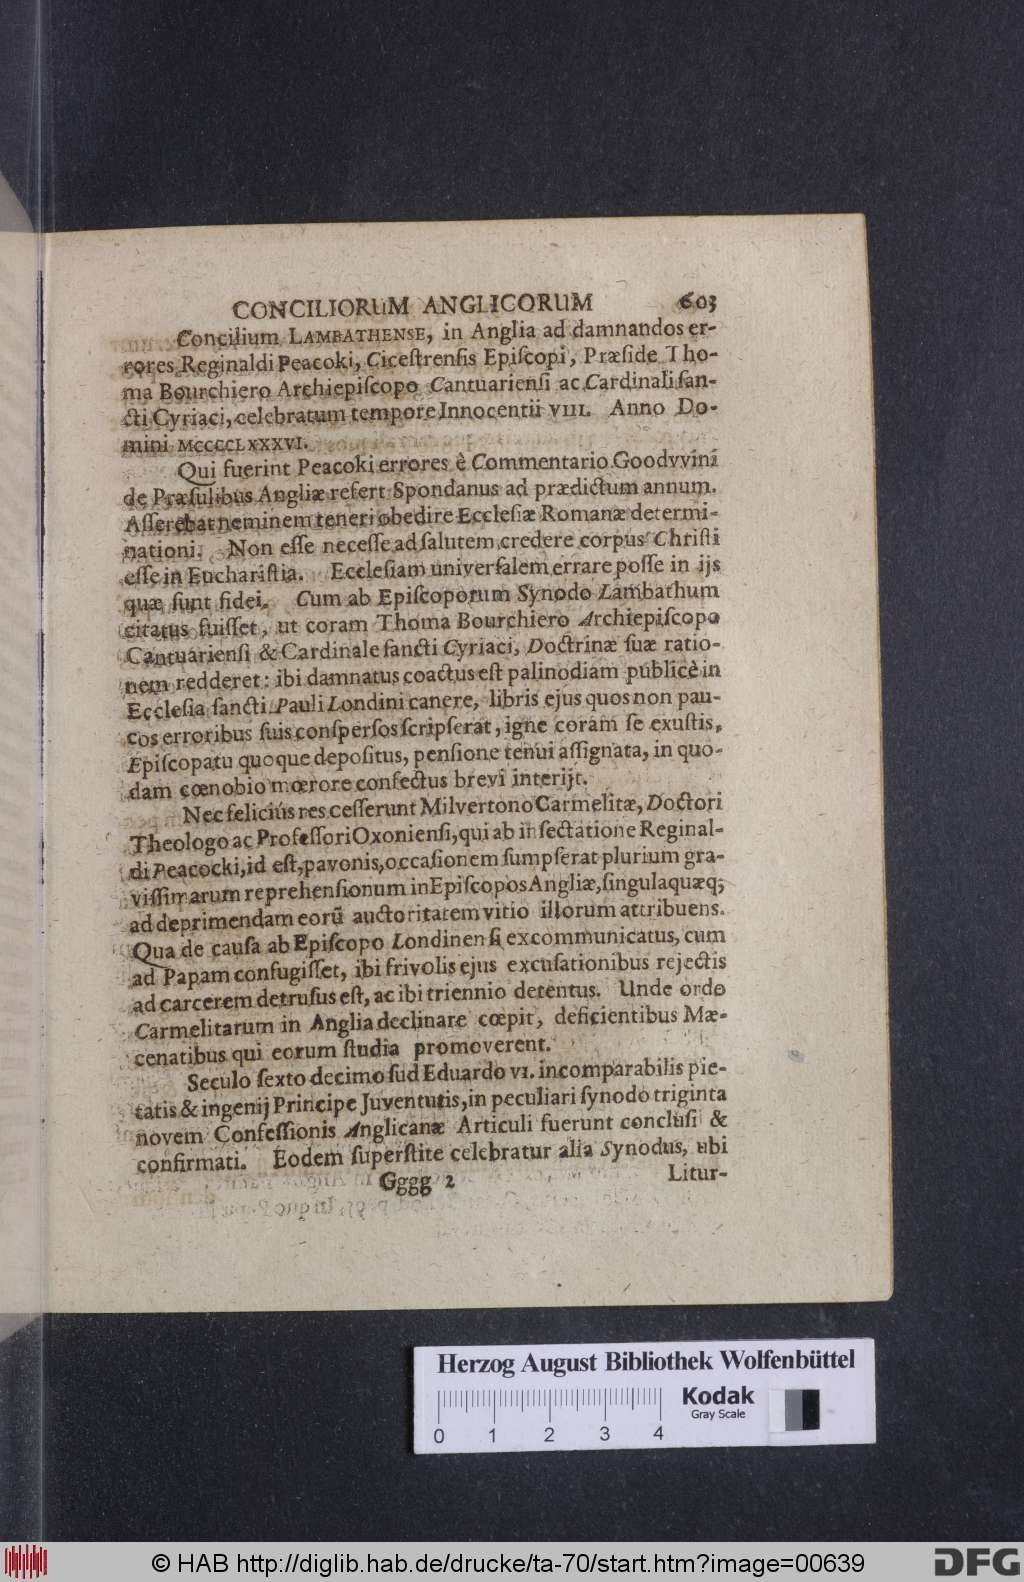 CONCILIORUM ANGLICORUM 603
Concilium LAMBATHENSE, in Anglia ad damnandos er-
rores Reginaldi Peacoki, Cicestrensis Episcopi, Præside Tho-
ma Bourchiero Archiepiscopo Cantuariensi ac Cardinali san-
cti Cyriaci, celebratum tempore Innocentii VIII. Anno Do-
mini MCCCCLXXXVI.
Qui fuerint Peacoki errores è Commentario Goodvvini
de Præsulibus Angliæ refert Spondanus ad prædictum annum.
Asserebat neminem teneri obedire Ecclesiæ Romanæ determi-
nationi. Non esse necesse ad salutem credere corpus Christi
esse in Eucharistia. Ecclesiam universalem errare posse in ijs
quæ sunt fidei. Cum ab Episcoporum Synodo Lambathum
citatus fuisset, ut coram Thoma Bourchiero Archiepiscopo
Cantuariensi & Cardinale sancti Cyriaci, Doctrinæ suæ ratio-
nem redderet: ibi damnatus coactus est palinodiam publicè in
Ecclesia sancti Pauli Londini canere, libris ejus quos non pau-
cos erroribus suis conspersos scripserat, igne coram se exustis,
Episcopatu quoque depositus, pensione tenui assignata, in quo-
dam cœnobio mœrore confectus brevi interijt.
Nec felicius res cesserunt Milvertono Carmelitæ, Doctori
Theologo ac Professori Oxoniensi, qui ab insectatione Reginal-
di Peacocki, id est, pavonis, occasionem sumpserat plurium gra-
vissimarum reprehensionum in Episcopos Angliæ, singula quæq;
ad deprimendam eorũ auctoritatem vitio illorum attribuens.
Qua de causa ab Episcopo Londinensi excommunicatus, cum
ad Papam confugisset, ibi frivolis ejus excusationibus rejectis
ad carcerem detrusus est, ac ibi triennio detentus. Unde ordo
Carmelitarum in Anglia declinare cœpit, deficientibus Mæ-
cenatibus qui eorum studia promoverent.
Seculo sexto decimo sud Eduardo VI. incomparabilis pie-
tatis & ingenij Principe Juventutis, in peculiari synodo triginta
novem Confessionis Anglicanæ Articuli fuerunt conclusi &
confirmati. Eodem superstite celebratur alia Synodus, ubi
Gggg 2 Litur-
Herzog August Bibliothek Wolfenbüttel
Kodak
Gray Scale
0 1 2 3 4
© HAB http://diglib.hab.de/drucke/ta-70/start.htm?image=00639
DFG